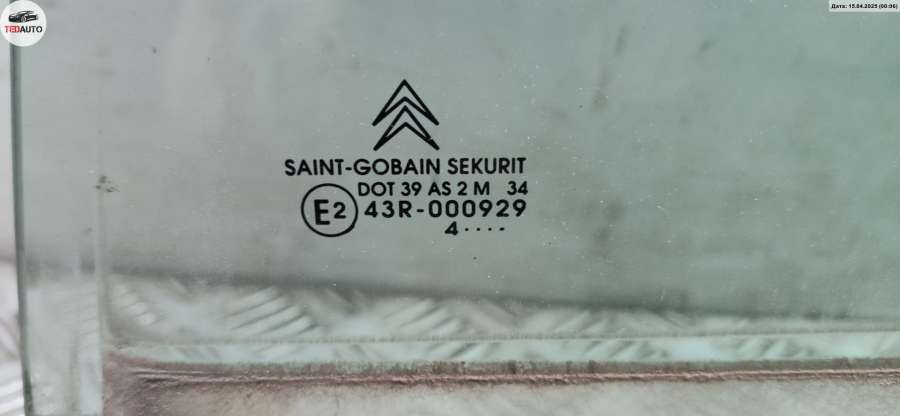 TEDAUTO
Дата: 15.04.2025 (00:06)
SAINT-GOBAIN SEKURIT
DOT 39 AS 2 M 34
E2 43R-000929
4····